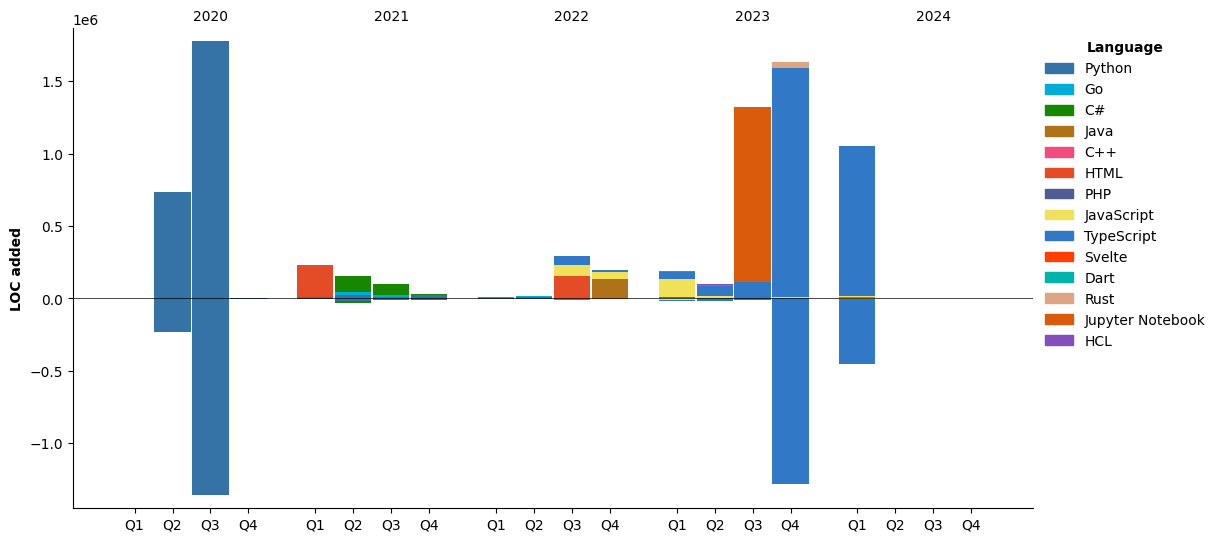 1e6
2020 2021 2022 2023 2024
Language
Python
Go
C#
Java
C++
HTML
PHP
JavaScript
TypeScript
Svelte
Dart
Rust
Jupyter Notebook
HCL
LOC added
1.5
1.0
0.5
0.0
−0.5
−1.0
Q1 Q2 Q3 Q4 Q1 Q2 Q3 Q4 Q1 Q2 Q3 Q4 Q1 Q2 Q3 Q4 Q1 Q2 Q3 Q4